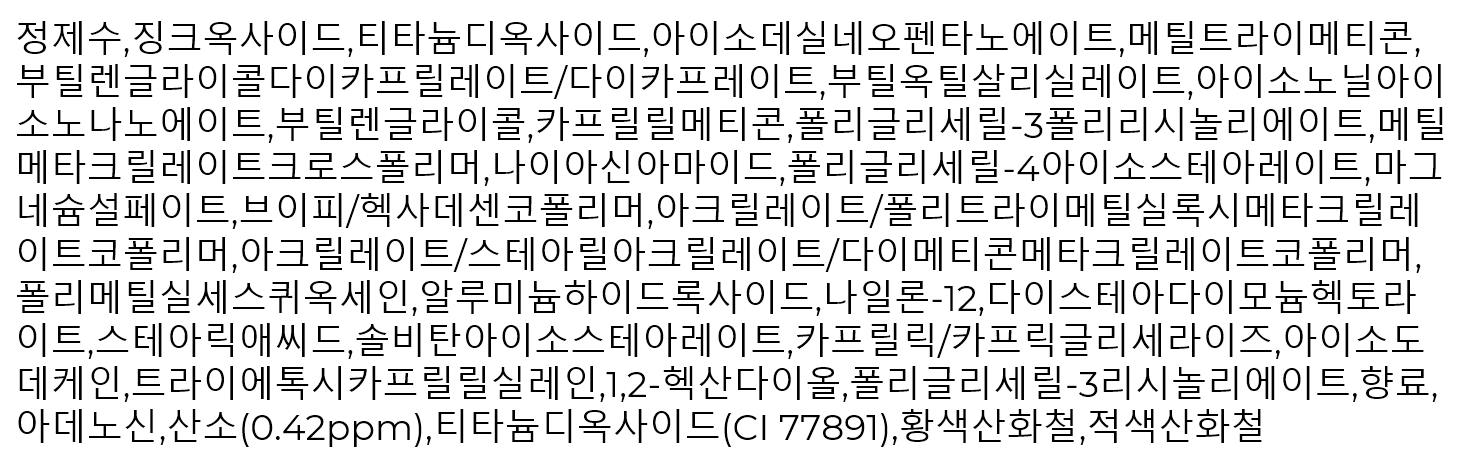 정제수,징크옥사이드,티타늄디옥사이드,아이소데실네오펜타노에이트,메틸트라이메티콘,
부틸렌글라이콜다이카프릴레이트/다이카프레이트,부틸옥틸살리실레이트,아이소노닐아이
소노나노에이트,부틸렌글라이콜,카프릴릴메티콘,폴리글리세릴-3폴리리시놀리에이트,메틸
메타크릴레이트크로스폴리머,나이아신아마이드,폴리글리세릴-4아이소스테아레이트,마그
네슘설페이트,브이피/헥사데센코폴리머,아크릴레이트/폴리트라이메틸실록시메타크릴레
이트코폴리머,아크릴레이트/스테아릴아크릴레이트/다이메티콘메타크릴레이트코폴리머,
폴리메틸실세스퀴옥세인,알루미늄하이드록사이드,나일론-12,다이스테아다이모늄헥토라
이트,스테아릭애씨드,솔비탄아이소스테아레이트,카프릴릭/카프릭글리세라이즈,아이소도
데케인,트라이에톡시카프릴릴실레인,1,2-헥산다이올,폴리글리세릴-3리시놀리에이트,향료,
아데노신,산소(0.42ppm),티타늄디옥사이드(CI 77891),황색산화철,적색산화철